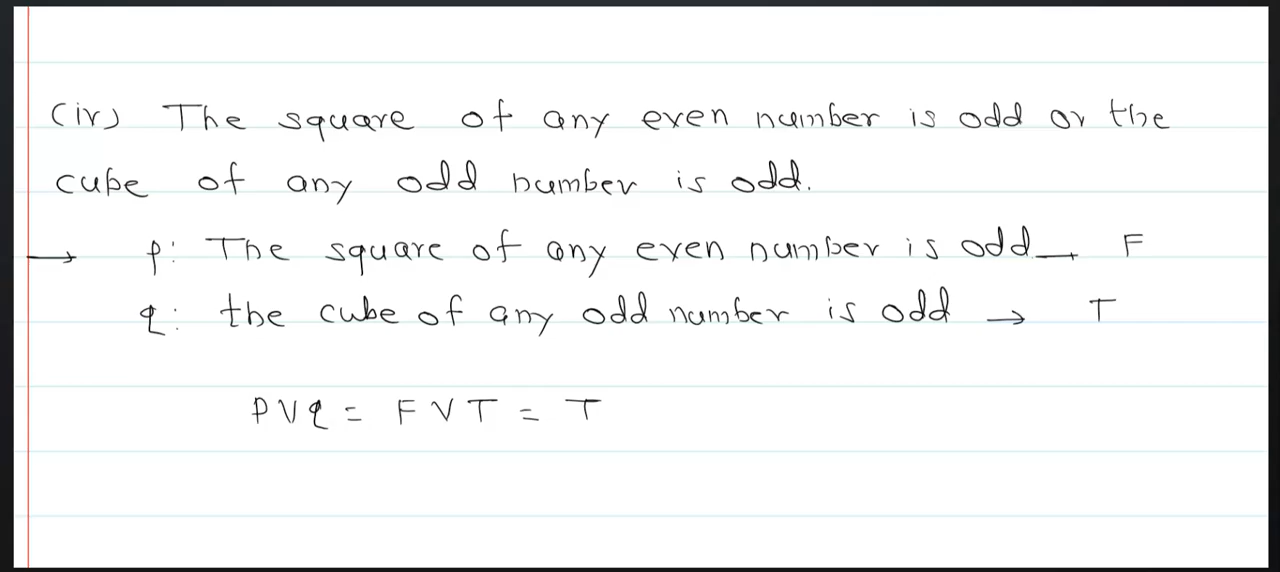 (iv) The square of any even number is odd or the
cube of any odd number is odd.
→ p: The square of any even number is odd → F
q: the cube of any odd number is odd → T
P∨q = F∨T = T